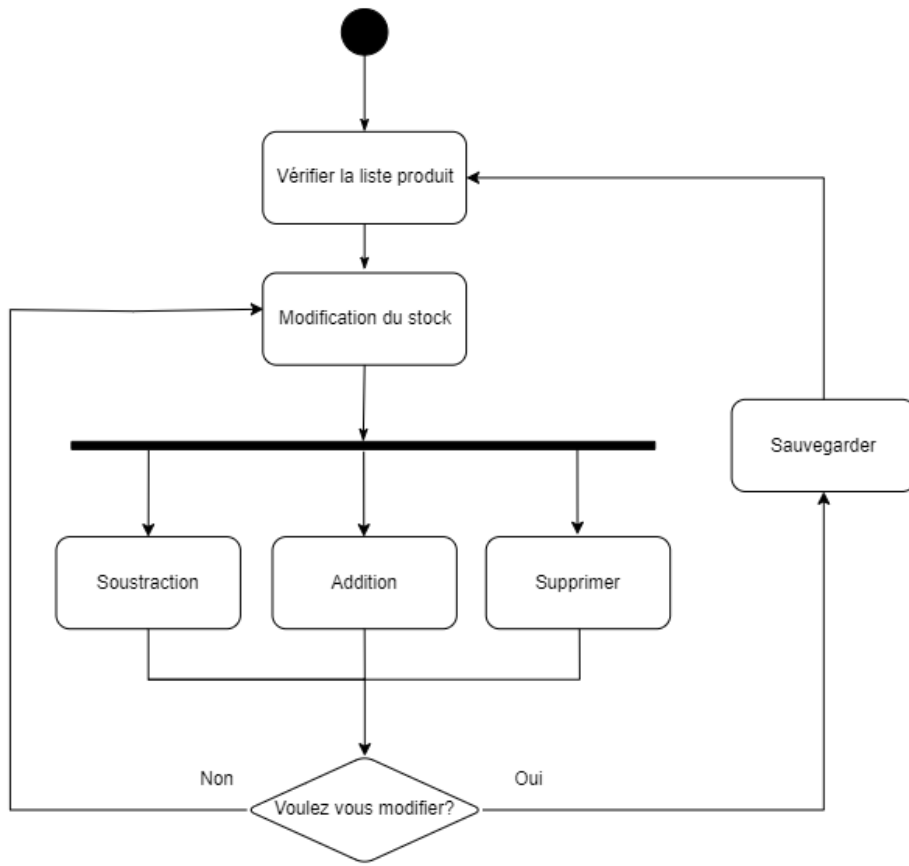 Vérifier la liste produit
Modification du stock
Sauvegarder
Soustraction
Addition
Supprimer
Non
Oui
Voulez vous modifier?